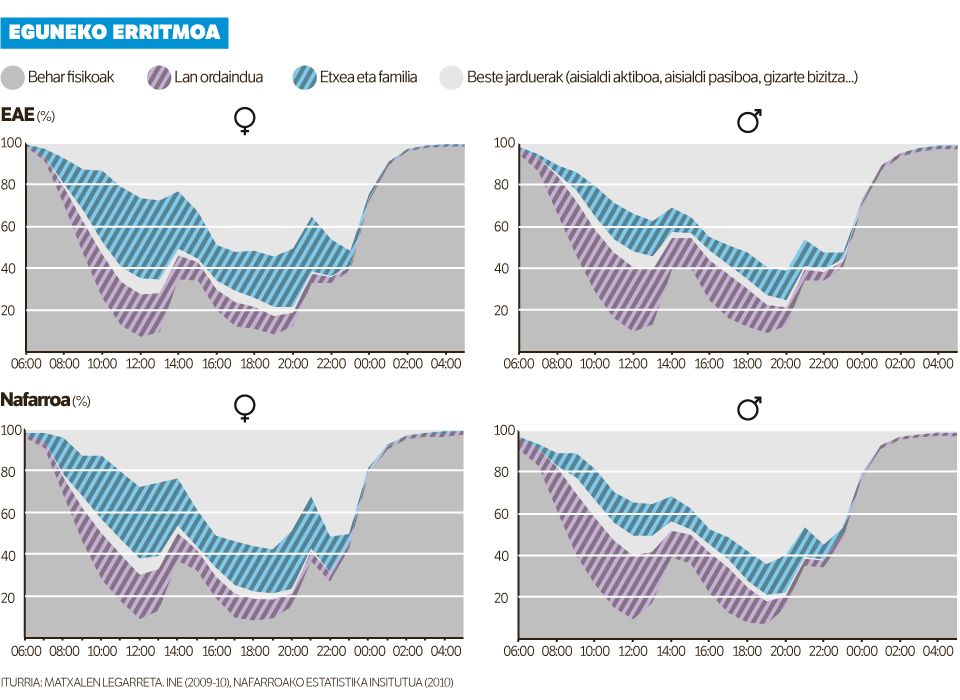 EGUNEKO ERRITMOA
Behar fisikoak Lan ordaindua Etxea eta familia Beste jarduerak (aisialdi aktiboa, aisialdi pasiboa, gizarte bizitza...)
EAE (%)
♀ ♂
100 100
80 80
60 60
40 40
20 20
06:00 08:00 10:00 12:00 14:00 16:00 18:00 20:00 22:00 00:00 02:00 04:00 06:00 08:00 10:00 12:00 14:00 16:00 18:00 20:00 22:00 00:00 02:00 04:00
Nafarroa (%)
♀ ♂
100 100
80 80
60 60
40 40
20 20
06:00 08:00 10:00 12:00 14:00 16:00 18:00 20:00 22:00 00:00 02:00 04:00 06:00 08:00 10:00 12:00 14:00 16:00 18:00 20:00 22:00 00:00 02:00 04:00
ITURRIA: MATXALEN LEGARRETA. INE (2009-10), NAFARROAKO ESTATISTIKA INSITUTUA (2010)